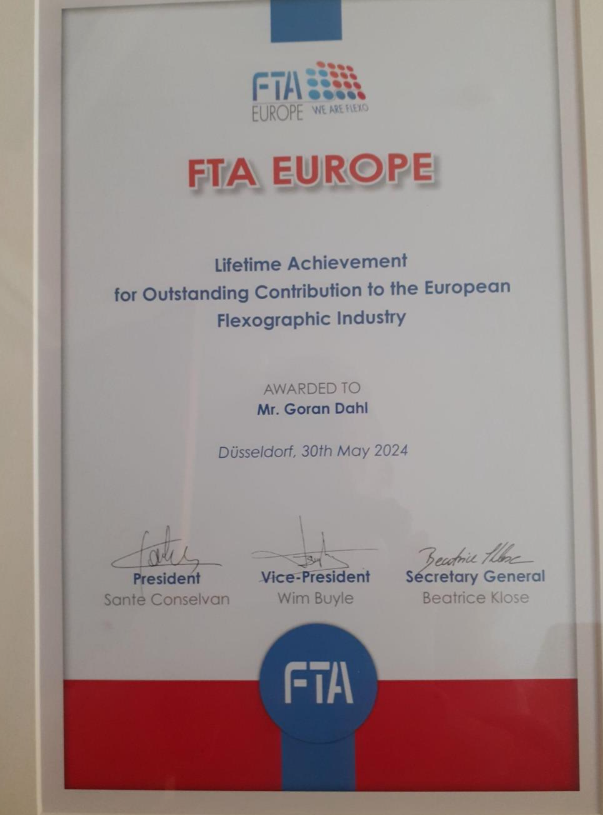 FTA
EUROPE WE ARE FLEXO
FTA EUROPE
Lifetime Achievement
for Outstanding Contribution to the European
Flexographic Industry
AWARDED TO
Mr. Goran Dahl
Düsseldorf, 30th May 2024
Beatrice Klose
President Vice-President Secretary General
Sante Conselvan Wim Buyle Beatrice Klose
FTA